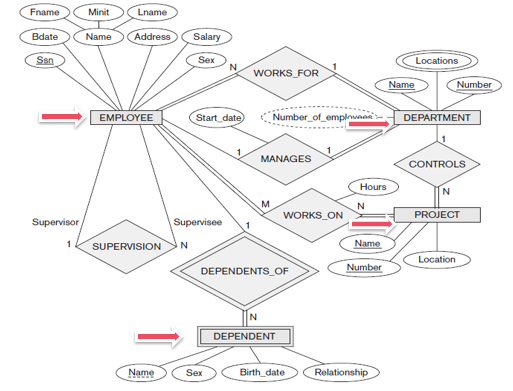 Fname Minit Lname
Bdate Name Address Salary
Ssn Sex
N WORKS_FOR 1
Locations
Name Number
EMPLOYEE
Start_date
Number_of_employees
DEPARTMENT
1 MANAGES 1
1
CONTROLS
N
M WORKS_ON N
Hours
PROJECT
Name
Number
Location
Supervisor Supervisee
1 SUPERVISION N
1
DEPENDENTS_OF
N
DEPENDENT
Name Sex Birth_date Relationship